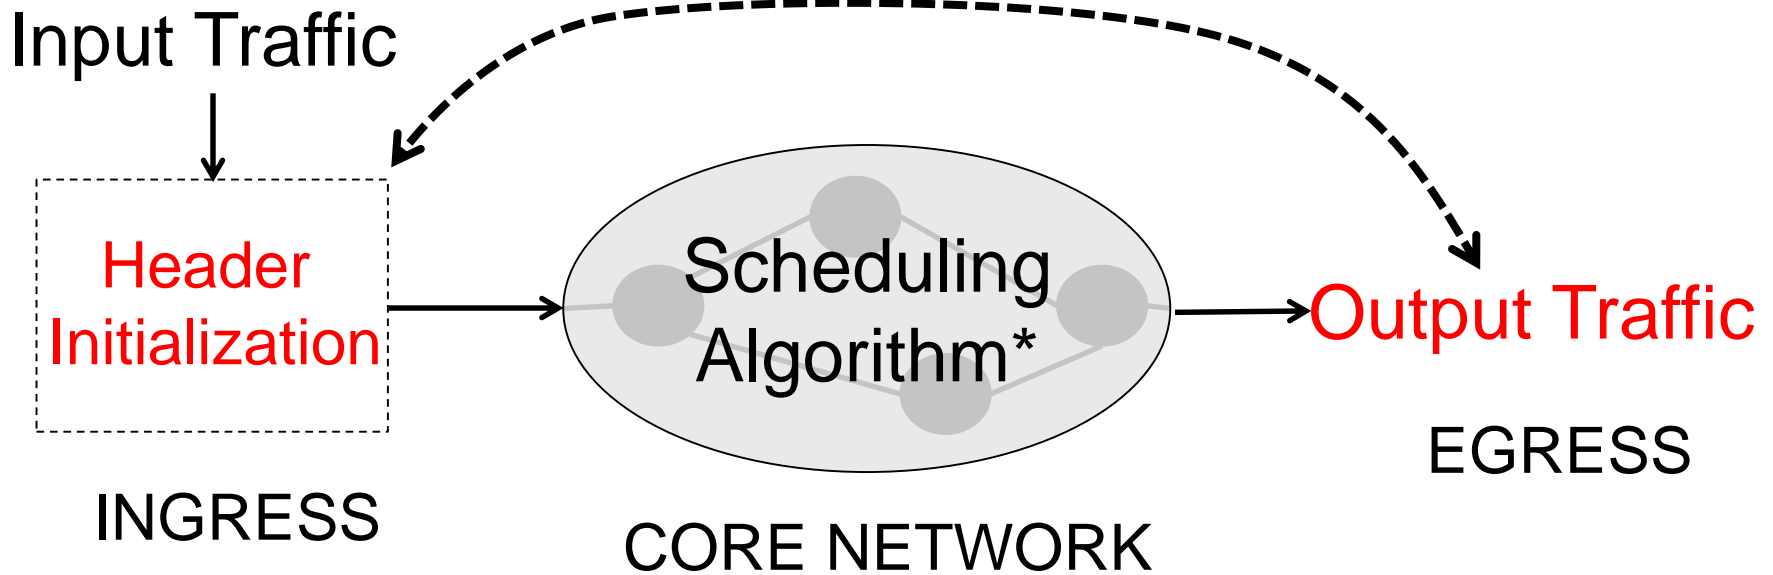 Input Traffic
Header
Initialization
INGRESS
Scheduling
Algorithm*
CORE NETWORK
Output Traffic
EGRESS